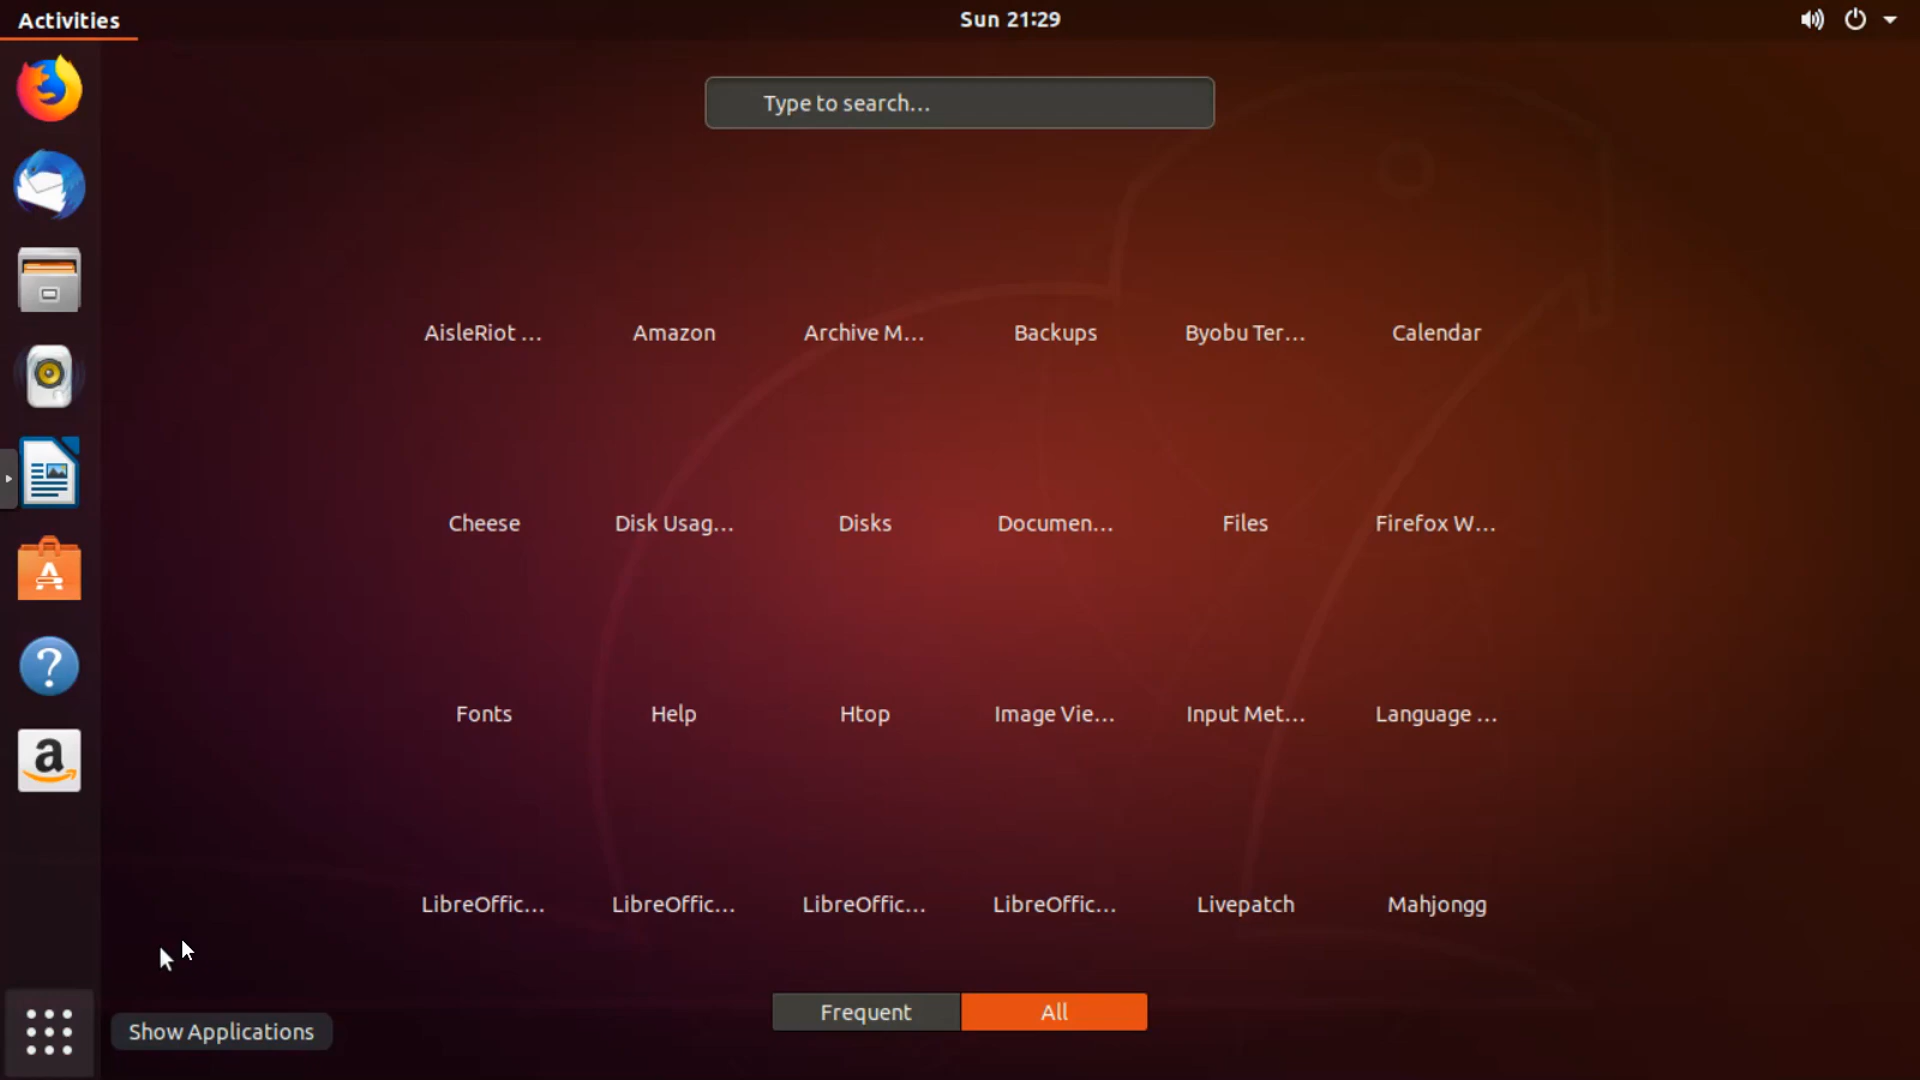 Activities
Sun 21:29
Type to search...
AisleRiot ...
Amazon
Archive M...
Backups
Byobu Ter...
Calendar
Cheese
Disk Usag...
Disks
Documen...
Files
Firefox W...
Fonts
Help
Htop
Image Vie...
Input Met...
Language ...
LibreOffic...
LibreOffic...
LibreOffic...
LibreOffic...
Livepatch
Mahjongg
Frequent
All
Show Applications